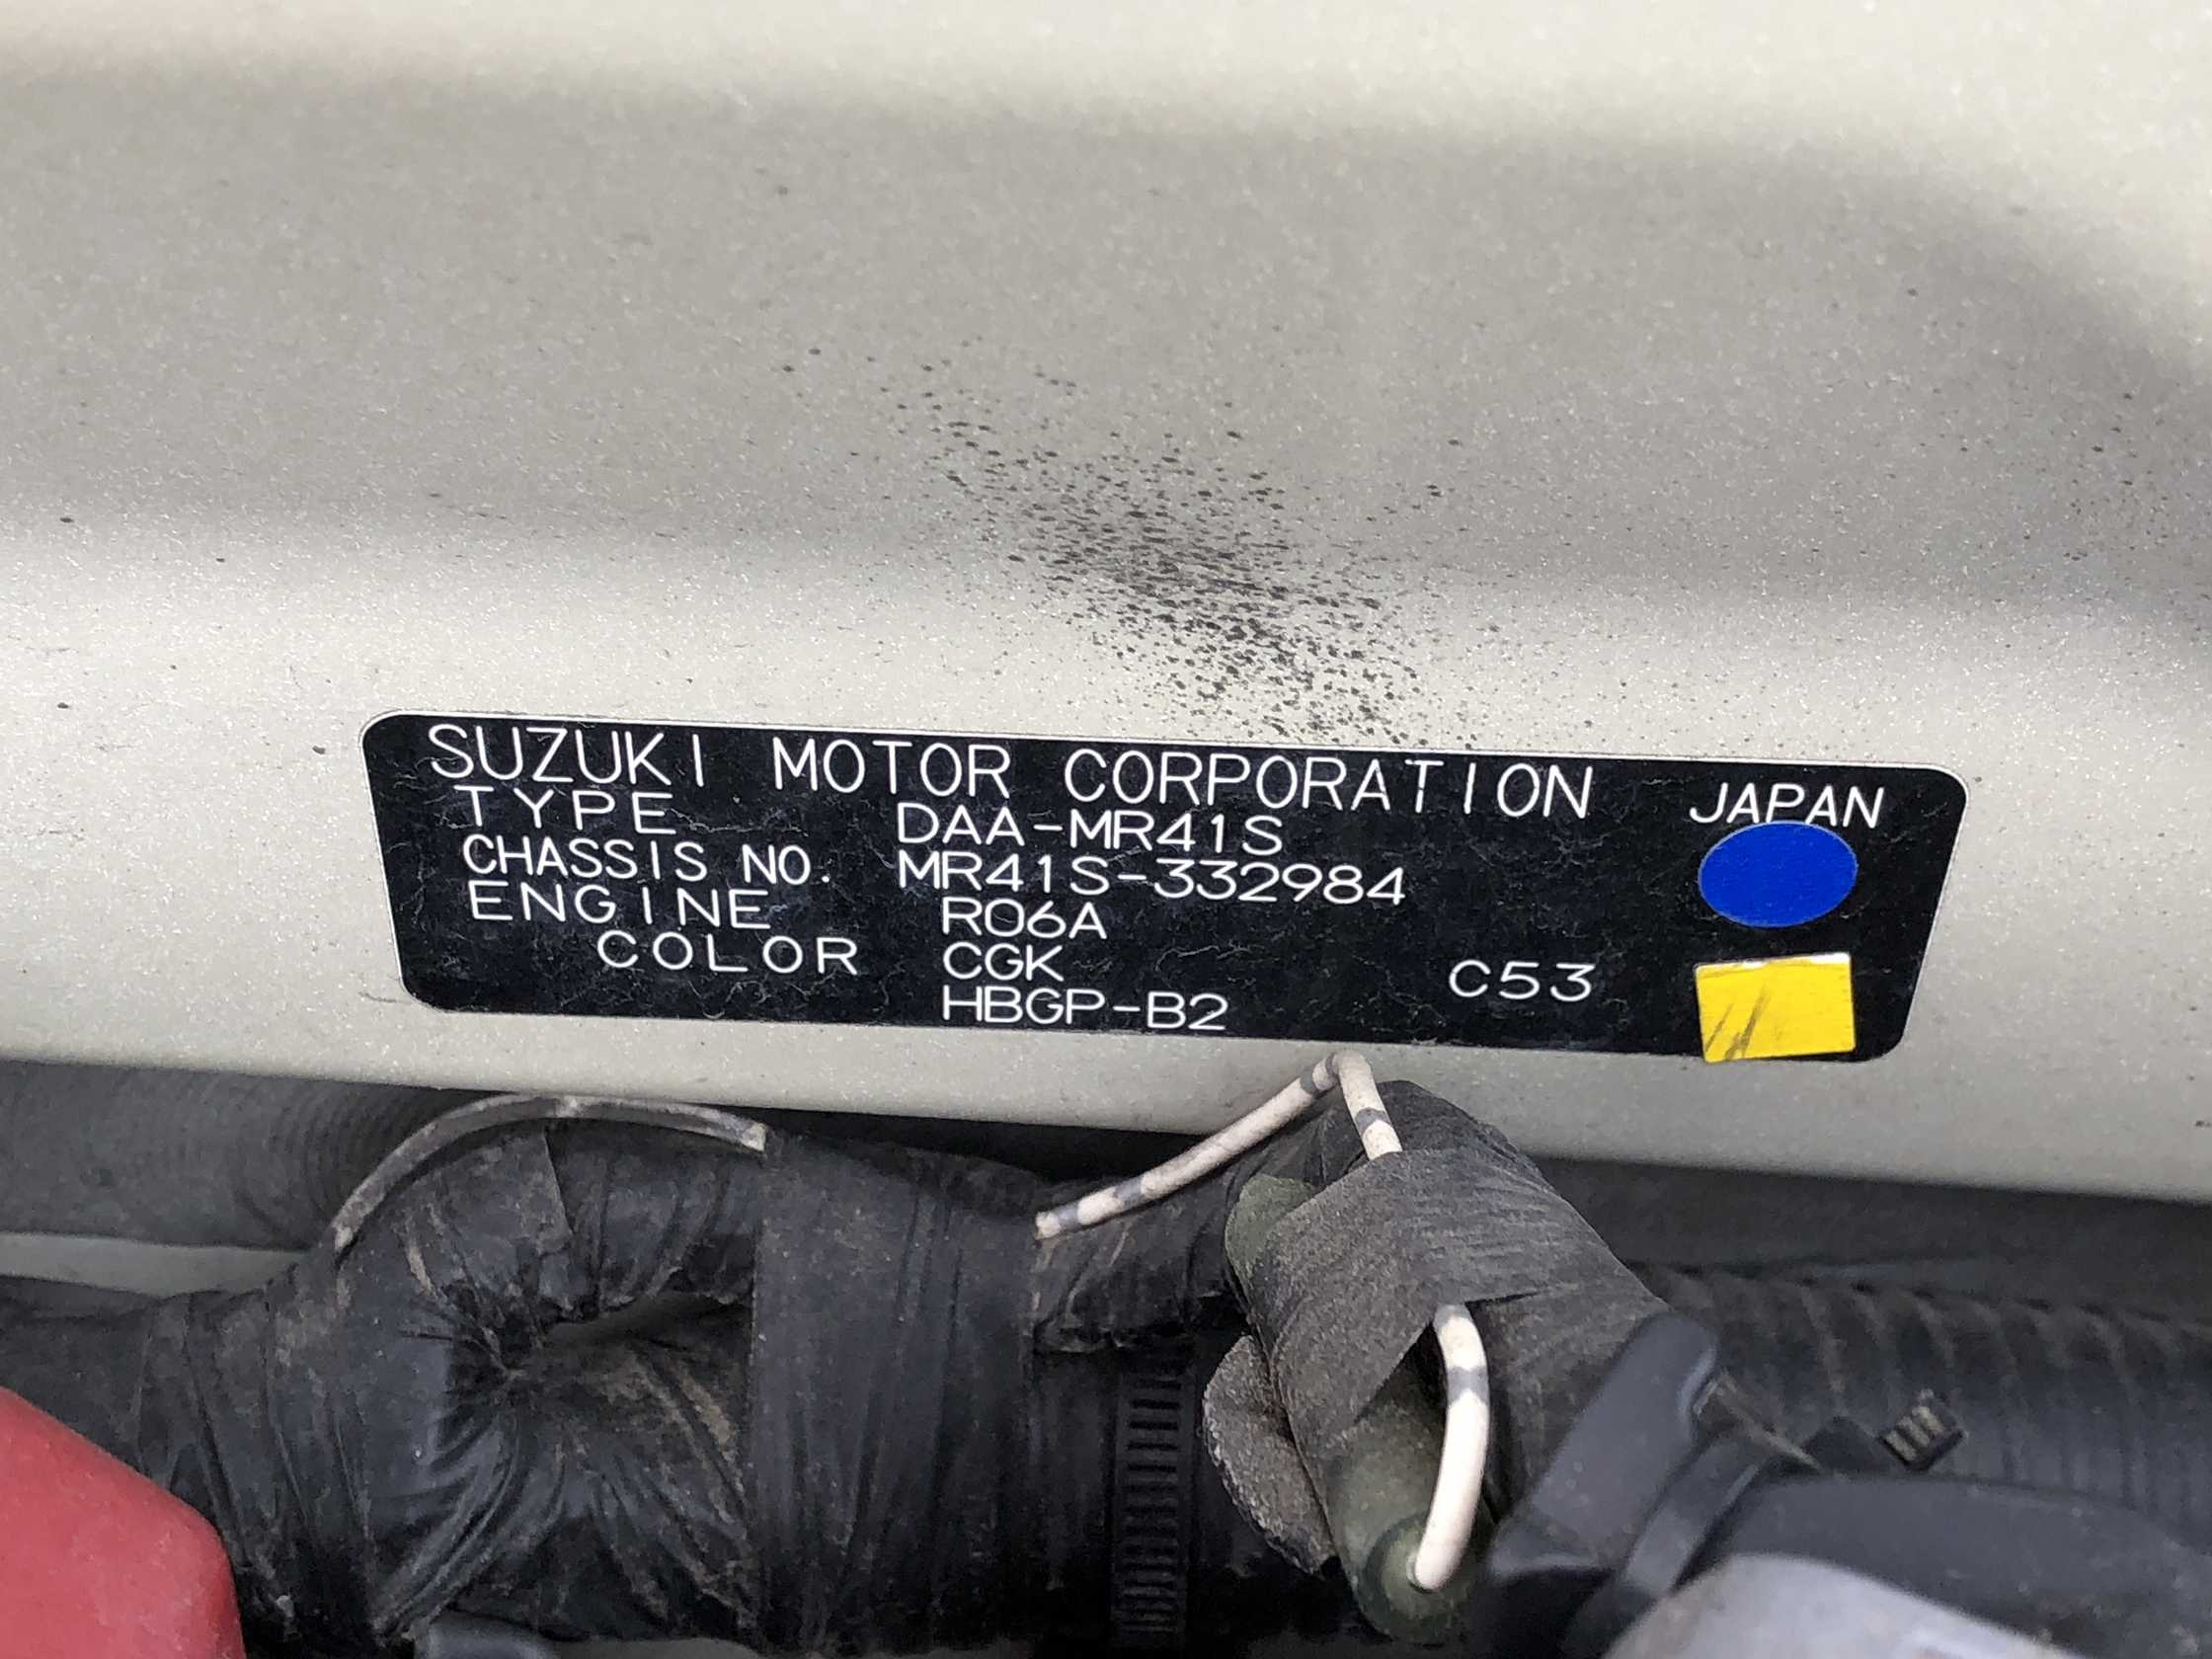 SUZUKI MOTOR CORPORATION JAPAN
TYPE DAA-MR41S
CHASSIS NO. MR41S-332984
ENGINE R06A
COLOR CGK C53
HBGP-B2